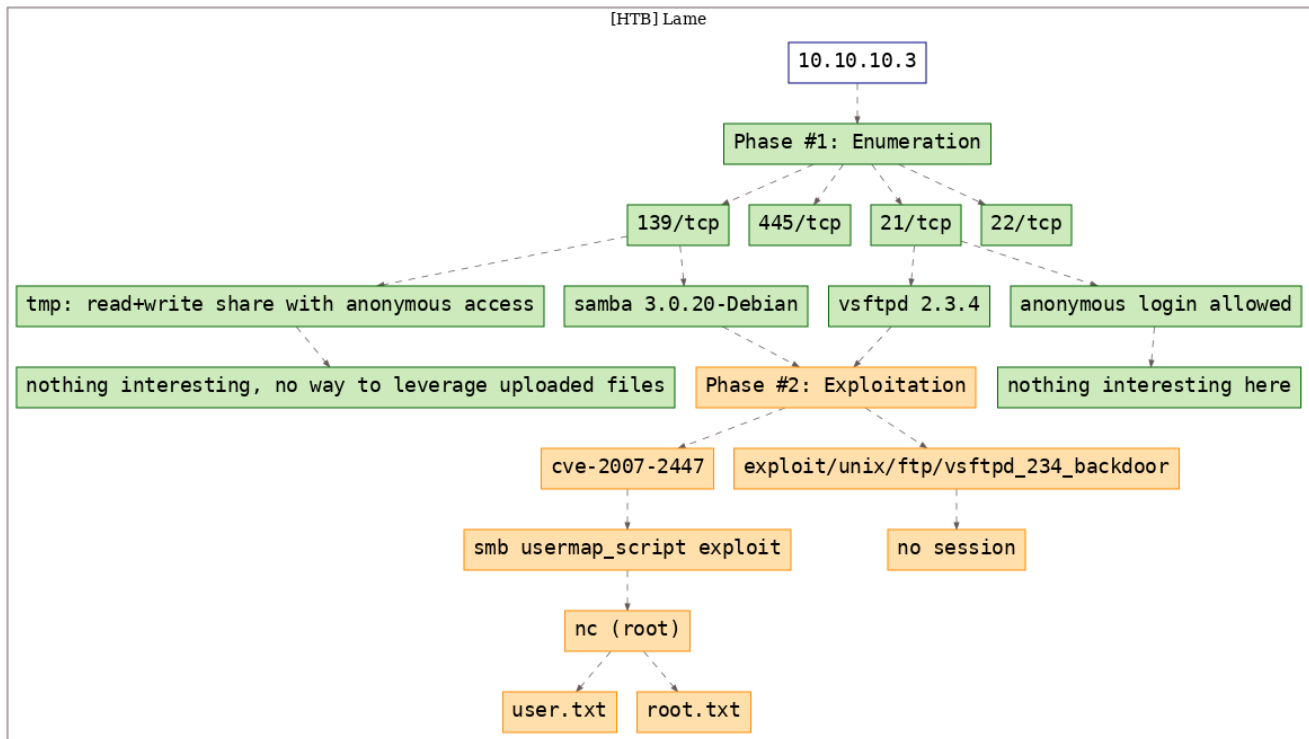 [HTB] Lame
10.10.10.3
Phase #1: Enumeration
139/tcp
445/tcp
21/tcp
22/tcp
tmp: read+write share with anonymous access
samba 3.0.20-Debian
vsftpd 2.3.4
anonymous login allowed
nothing interesting, no way to leverage uploaded files
Phase #2: Exploitation
nothing interesting here
cve-2007-2447
exploit/unix/ftp/vsftpd_234_backdoor
smb usermap_script exploit
no session
nc (root)
user.txt
root.txt